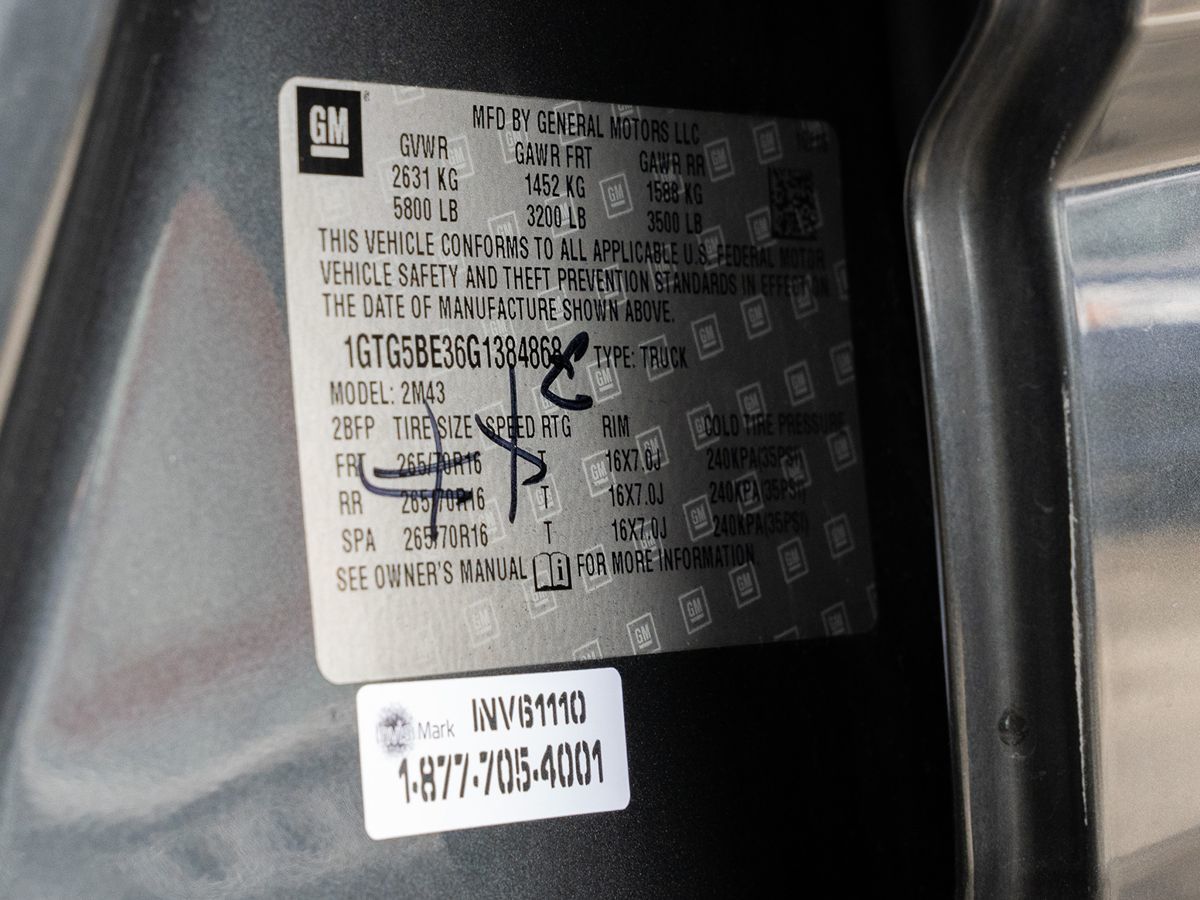 GM
MFD BY GENERAL MOTORS LLC
GVWR GAWR FRT GAWR RR
2631 KG 1452 KG 1588 KG
5800 LB 3200 LB 3500 LB
THIS VEHICLE CONFORMS TO ALL APPLICABLE U.S. FEDERAL MOTOR
VEHICLE SAFETY AND THEFT PREVENTION STANDARDS IN EFFECT ON
THE DATE OF MANUFACTURE SHOWN ABOVE.
1GTG5BE36G1384868 TYPE: TRUCK
MODEL: 2M43
2BFP TIRE SIZE SPEED RTG RIM COLD TIRE PRESSURE
FRT 265/70R16 T 16X7.0J 240KPA(35PSI)
RR 265/70R16 T 16X7.0J 240KPA(35PSI)
SPA 265/70R16 T 16X7.0J 240KPA(35PSI)
SEE OWNER'S MANUAL FOR MORE INFORMATION.
Mark INV61110
1-877-705-4001